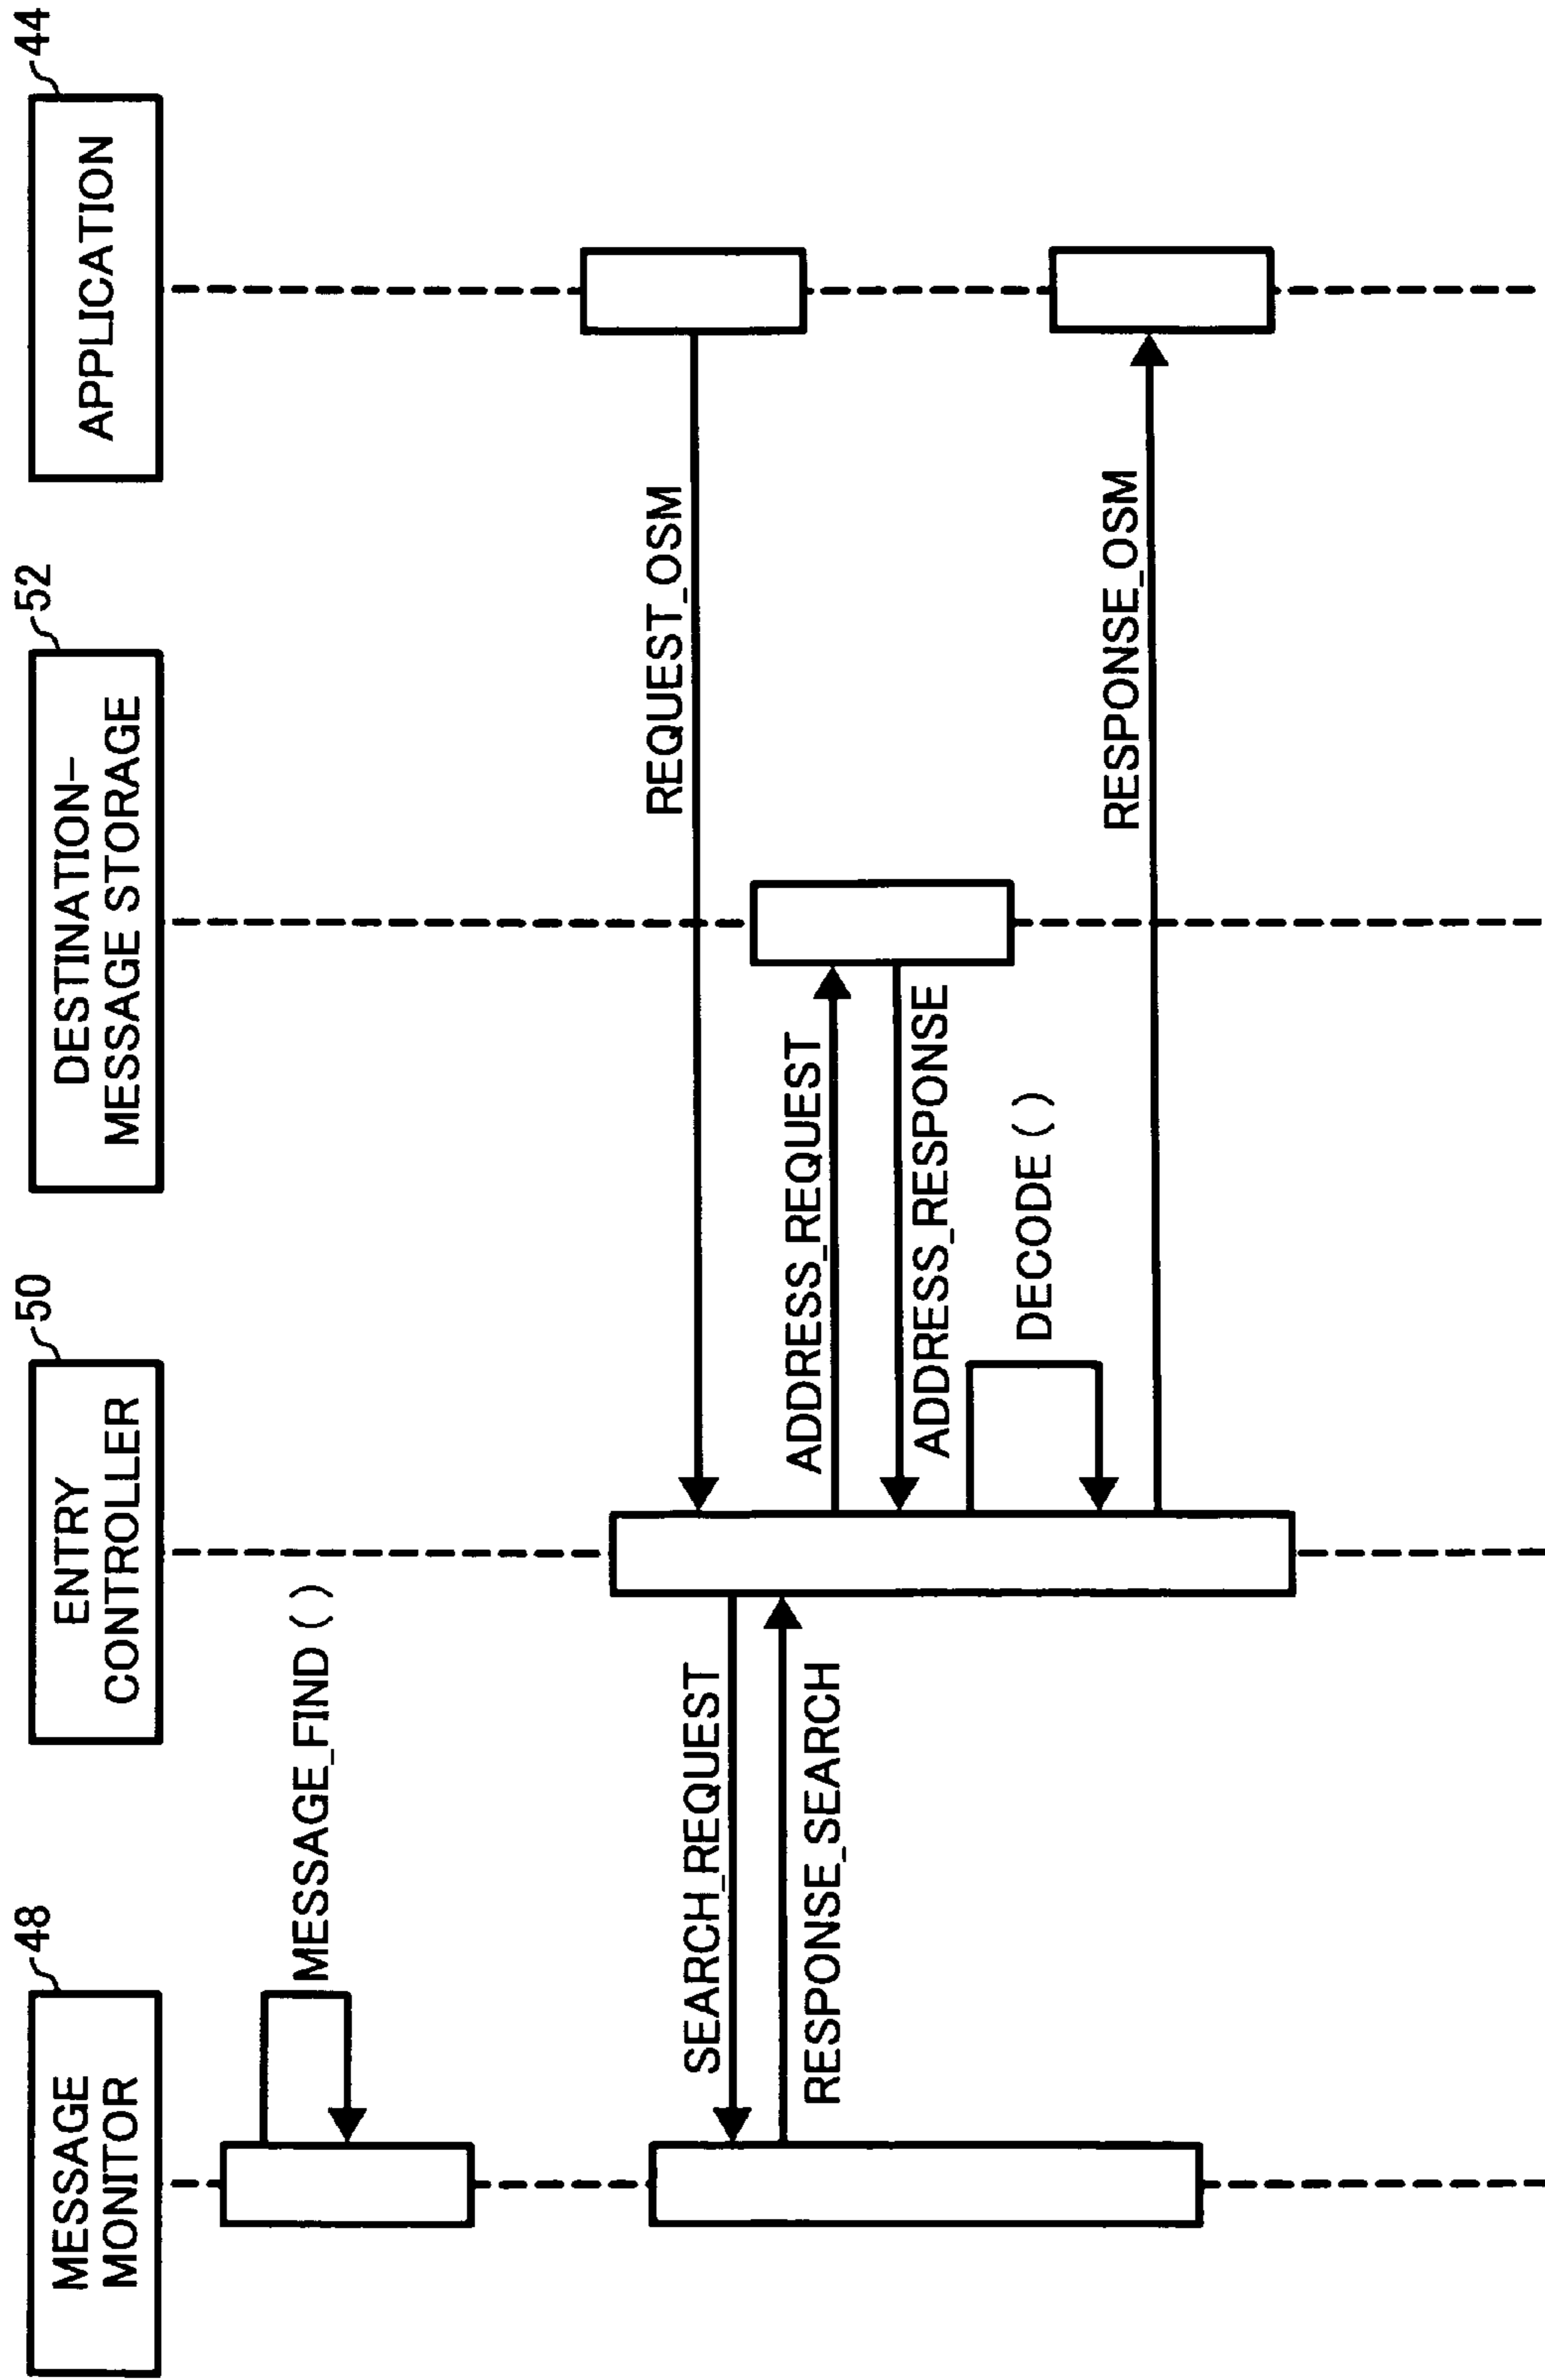 MESSAGE
MONITOR
48
ENTRY
CONTROLLER
50
DESTINATION-
MESSAGE STORAGE
52
APPLICATION
44
MESSAGE_FIND ( )
REQUEST_OSM
SEARCH_REQUEST
RESPONSE_SEARCH
ADDRESS_REQUEST
ADDRESS_RESPONSE
DECODE ( )
RESPONSE_OSM